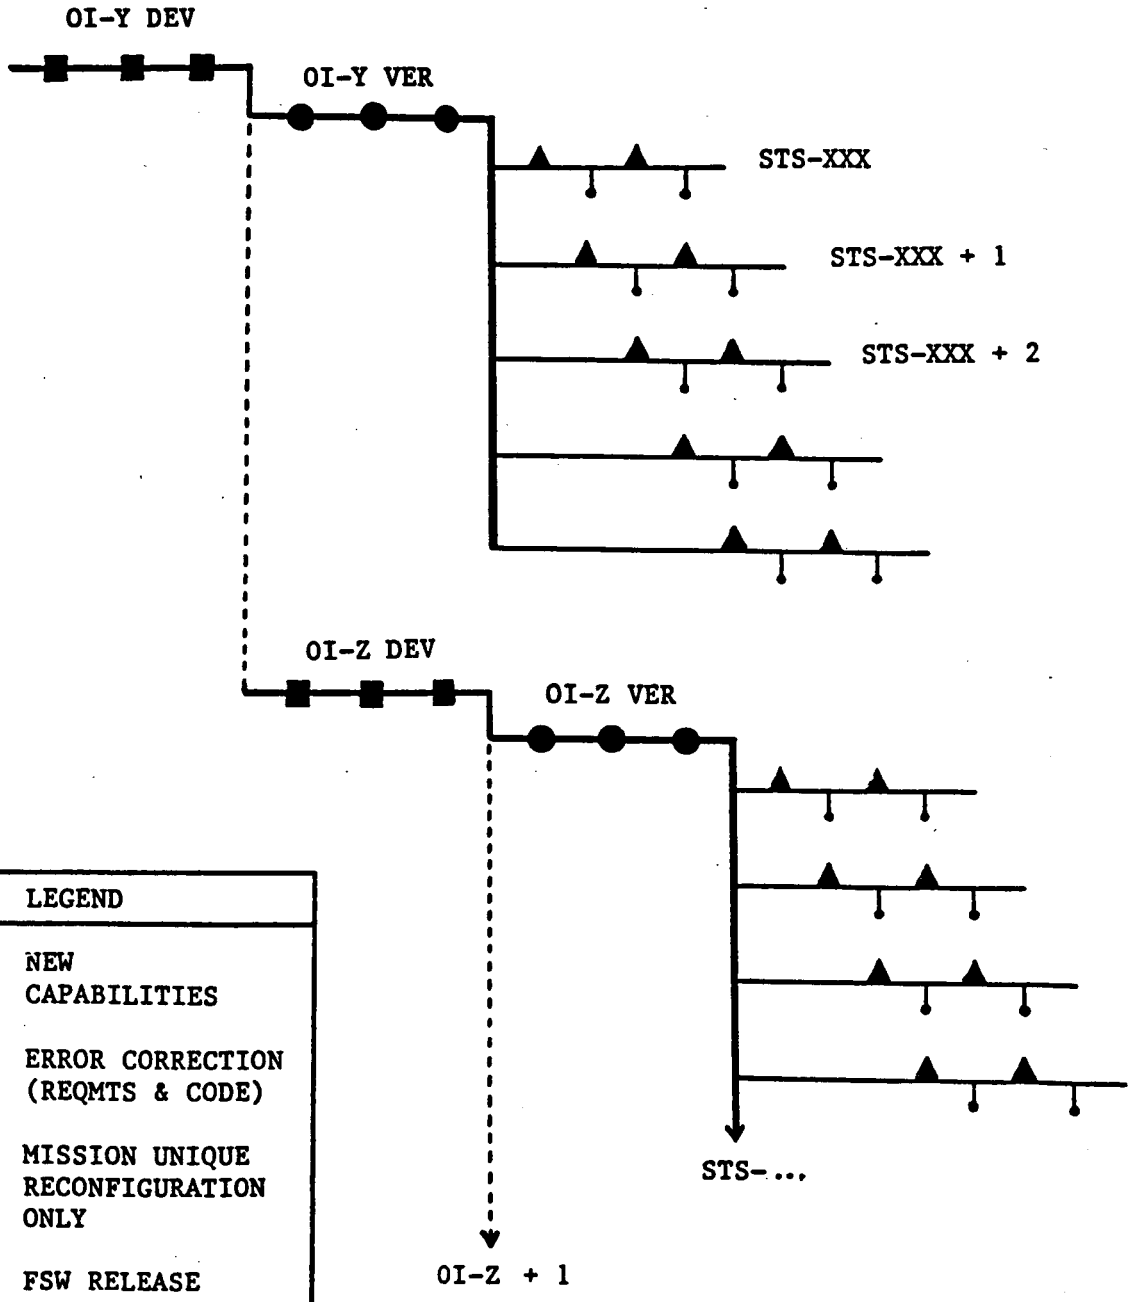 OI-Y DEV
OI-Y VER
STS-XXX
STS-XXX + 1
STS-XXX + 2
OI-Z DEV
OI-Z VER
LEGEND
NEW
CAPABILITIES
ERROR CORRECTION
(REQMTS & CODE)
MISSION UNIQUE
RECONFIGURATION
ONLY
FSW RELEASE
STS-...
OI-Z + 1